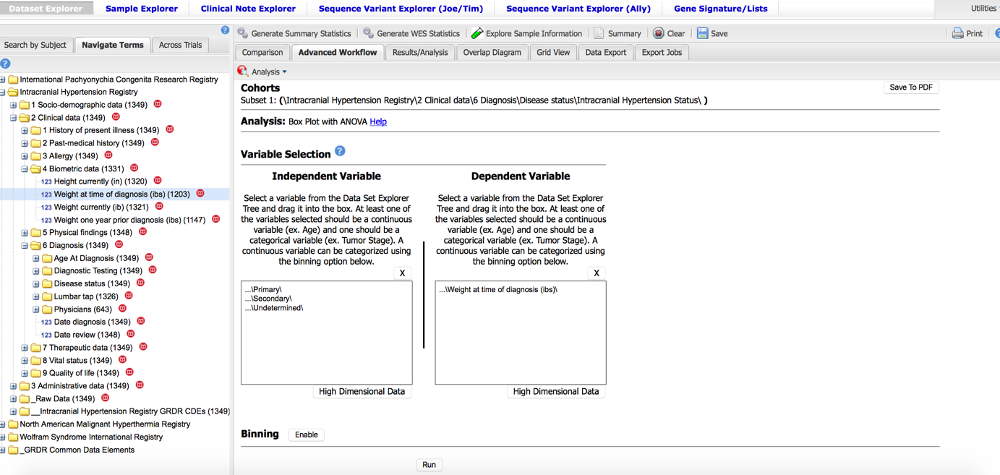 Dataset Explorer Sample Explorer Clinical Note Explorer Sequence Variant Explorer (Joe/Tim) Sequence Variant Explorer (Ally) Gene Signature/Lists Utilities
Search by Subject Navigate Terms Across Trials
International Pachyonychia Congenita Research Registry
Intracranial Hypertension Registry
1 Socio-demographic data (1349)
2 Clinical data (1349)
1 History of present illness (1349)
2 Past-medical history (1349)
3 Allergy (1349)
4 Biometric data (1331)
123 Height currently (in) (1320)
123 Weight at time of diagnosis (ibs) (1203)
123 Weight currently (ib) (1321)
123 Weight one year prior diagnosis (ibs) (1147)
5 Physical findings (1348)
6 Diagnosis (1349)
Age At Diagnosis (1349)
Diagnostic Testing (1349)
Disease status (1349)
Lumbar tap (1326)
Physicians (643)
123 Date diagnosis (1349)
123 Date review (1348)
7 Therapeutic data (1349)
8 Vital status (1349)
9 Quality of life (1349)
3 Administrative data (1349)
_Raw Data (1349)
__Intracranial Hypertension Registry GRDR CDEs (1349)
North American Malignant Hyperthermia Registry
Wolfram Syndrome International Registry
_GRDR Common Data Elements
Generate Summary Statistics Generate WES Statistics Explore Sample Information Summary Clear Save Print
Comparison Advanced Workflow Results/Analysis Overlap Diagram Grid View Data Export Export Jobs
Analysis
Cohorts
Save To PDF
Subset 1: (\Intracranial Hypertension Registry\2 Clinical data\6 Diagnosis\Disease status\Intracranial Hypertension Status\ )
Analysis: Box Plot with ANOVA Help
Variable Selection ?
Independent Variable
Select a variable from the Data Set Explorer
Tree and drag it into the box. At least one of
the variables selected should be a continuous
variable (ex. Age) and one should be a
categorical variable (ex. Tumor Stage). A
continuous variable can be categorized using
the binning option below.
X
...\Primary\
...\Secondary\
...\Undetermined\
High Dimensional Data
Dependent Variable
Select a variable from the Data Set Explorer
Tree and drag it into the box. At least one of
the variables selected should be a continuous
variable (ex. Age) and one should be a
categorical variable (ex. Tumor Stage). A
continuous variable can be categorized using
the binning option below.
X
...\Weight at time of diagnosis (ibs)\
High Dimensional Data
Binning Enable
Run